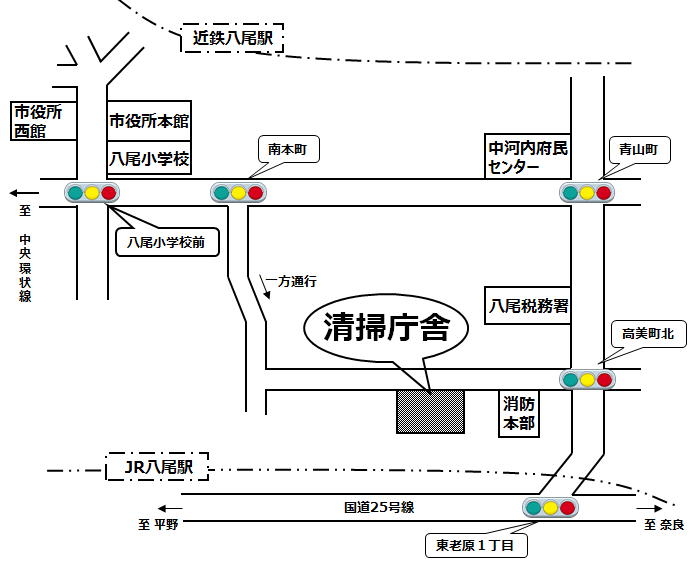 近鉄八尾駅
市役所
西館
市役所本館
八尾小学校
南本町
中河内府民
センター
青山町
至
中央環状線
八尾小学校前
一方通行
八尾税務署
清掃庁舎
高美町北
消防
本部
JR八尾駅
国道25号線
至 平野
至 奈良
東老原１丁目